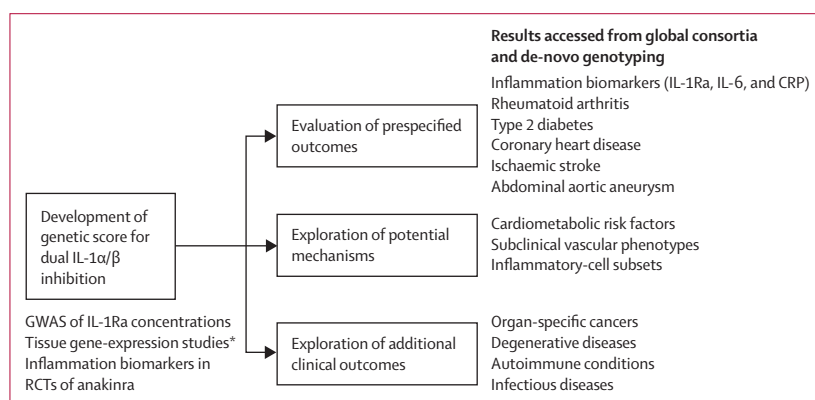 Results accessed from global consortia
and de-novo genotyping
Inflammation biomarkers (IL-1Ra, IL-6, and CRP)
Rheumatoid arthritis
Type 2 diabetes
Coronary heart disease
Ischaemic stroke
Abdominal aortic aneurysm
Evaluation of prespecified
outcomes
Development of
genetic score for
dual IL-1α/β
inhibition
GWAS of IL-1Ra concentrations
Tissue gene-expression studies*
Inflammation biomarkers in
RCTs of anakinra
Exploration of potential
mechanisms
Cardiometabolic risk factors
Subclinical vascular phenotypes
Inflammatory-cell subsets
Exploration of additional
clinical outcomes
Organ-specific cancers
Degenerative diseases
Autoimmune conditions
Infectious diseases